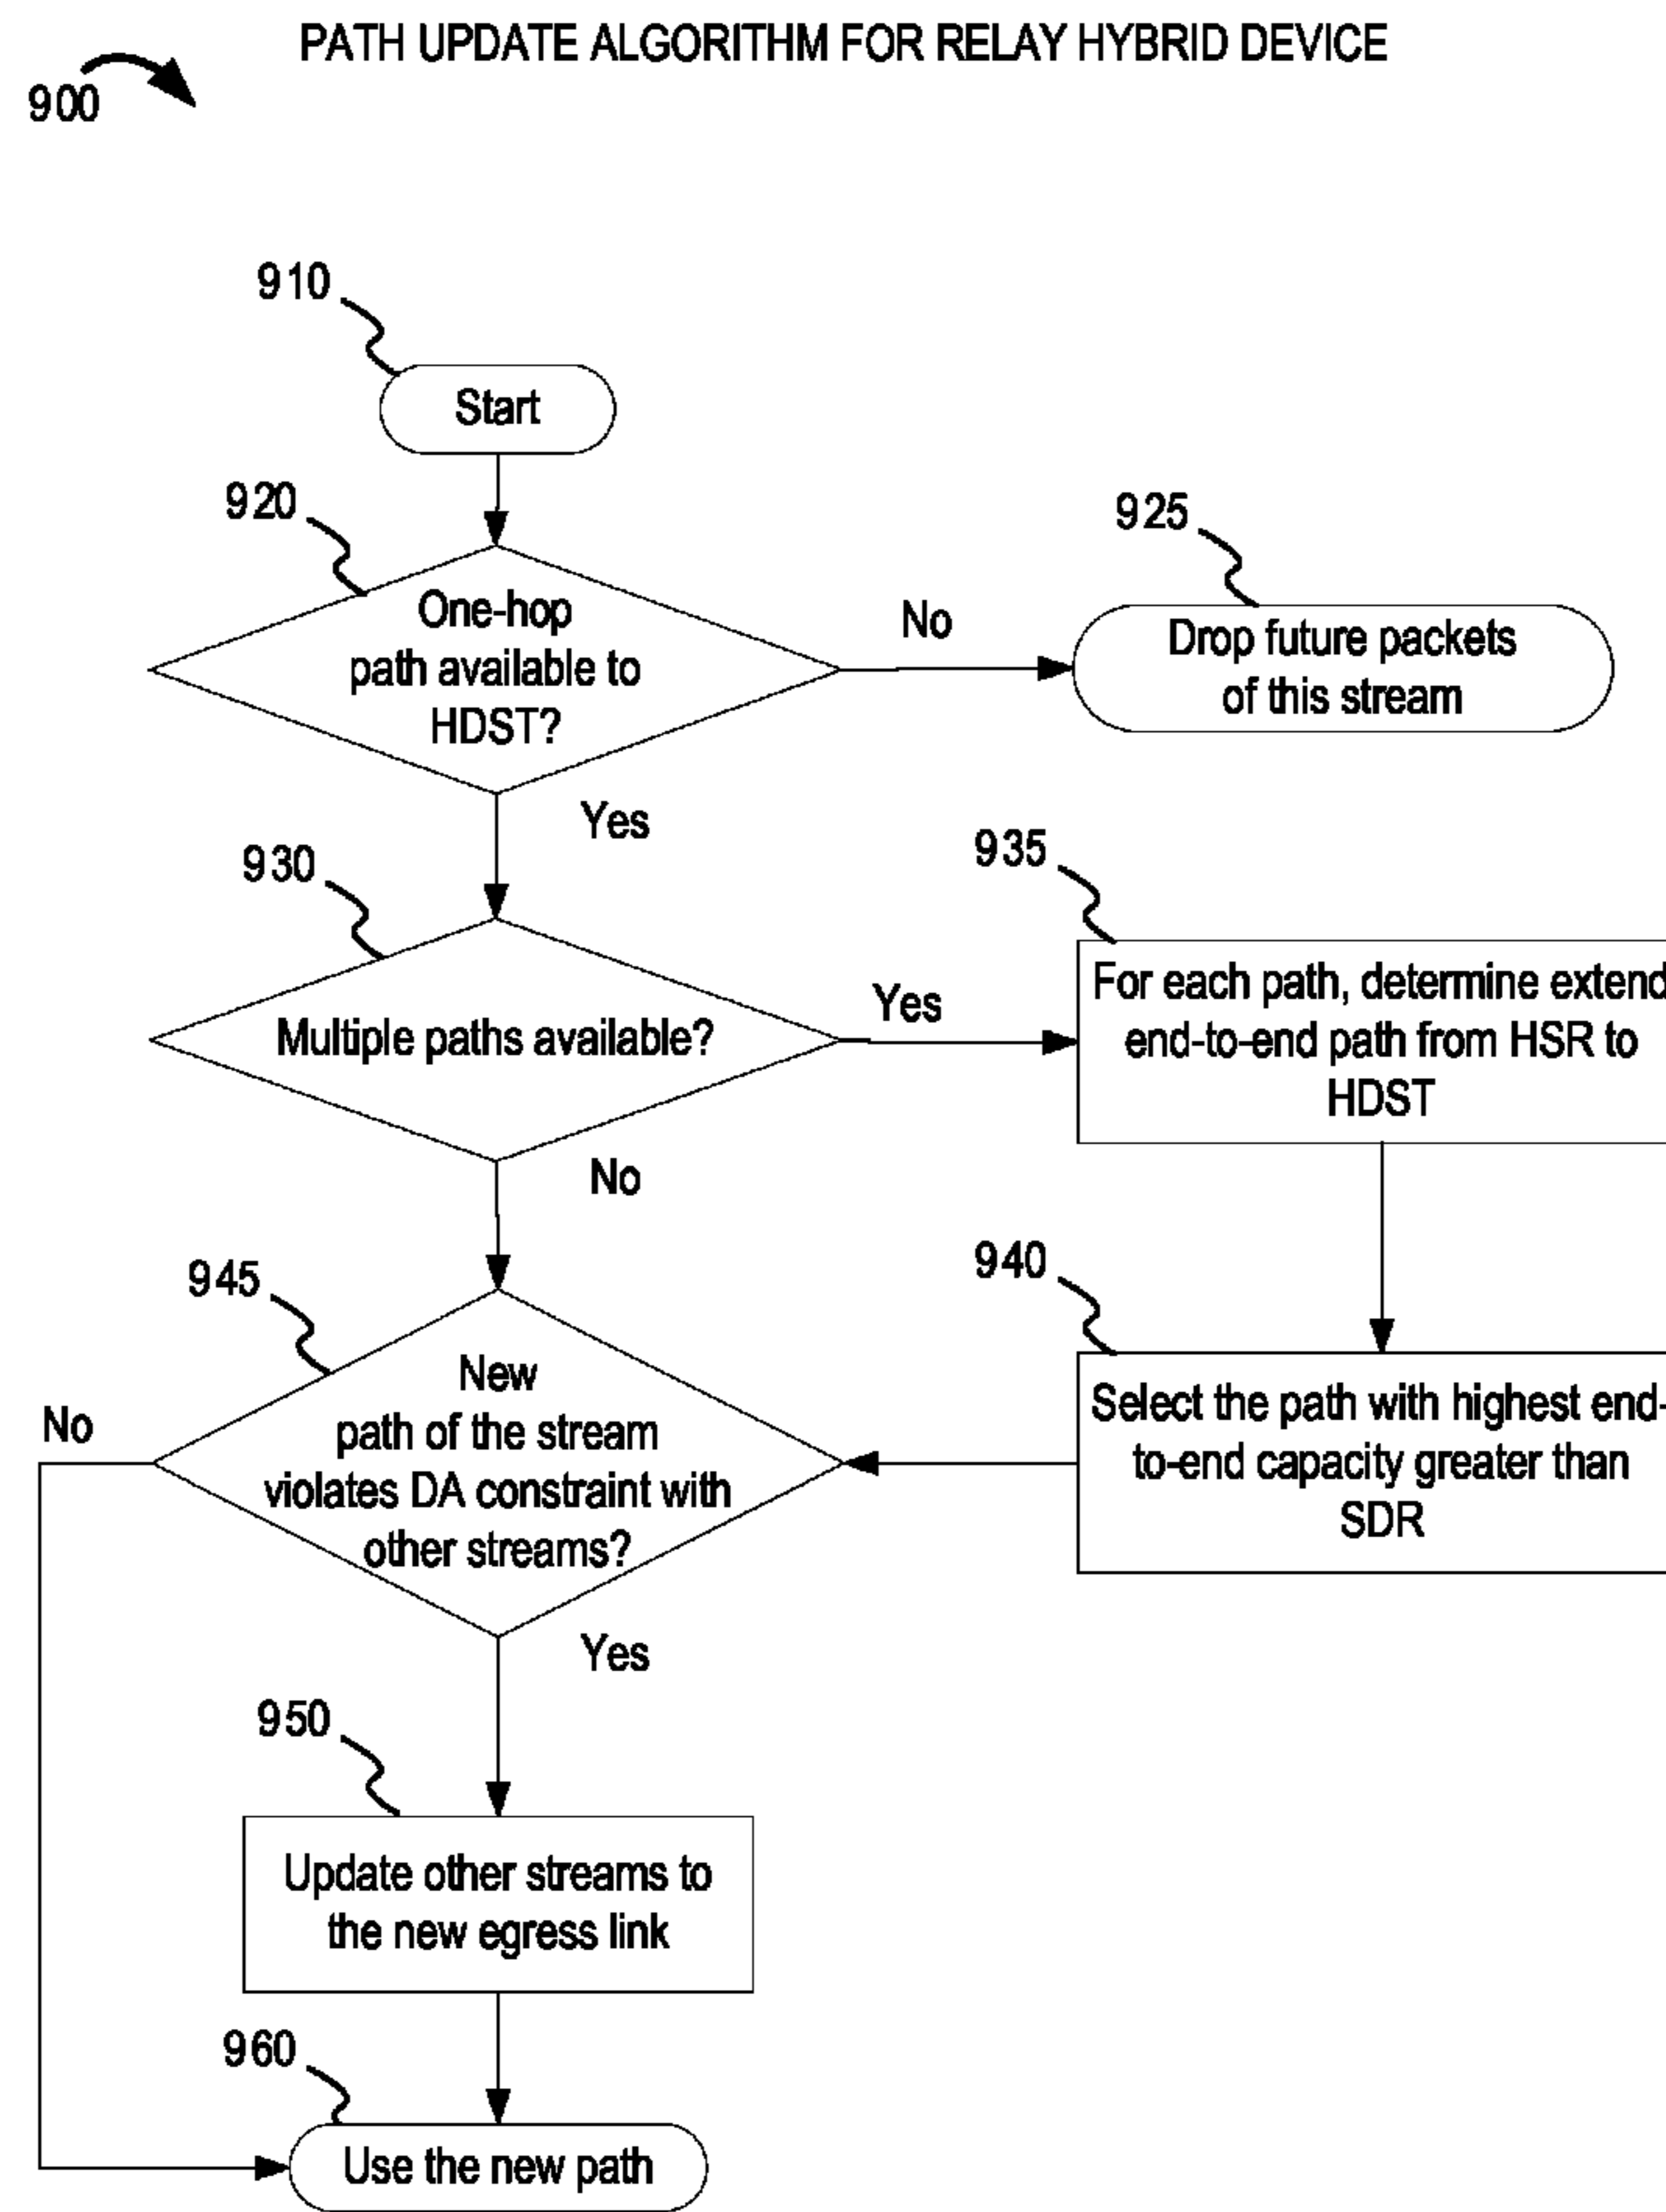 PATH UPDATE ALGORITHM FOR RELAY HYBRID DEVICE
900
910
Start
920
One-hop
path available to
HDST?
No
925
Drop future packets
of this stream
Yes
930
Multiple paths available?
Yes
935
For each path, determine extend
end-to-end path from HSR to
HDST
No
940
Select the path with highest end-
to-end capacity greater than
SDR
945
New
path of the stream
violates DA constraint with
other streams?
No
Yes
950
Update other streams to
the new egress link
960
Use the new path